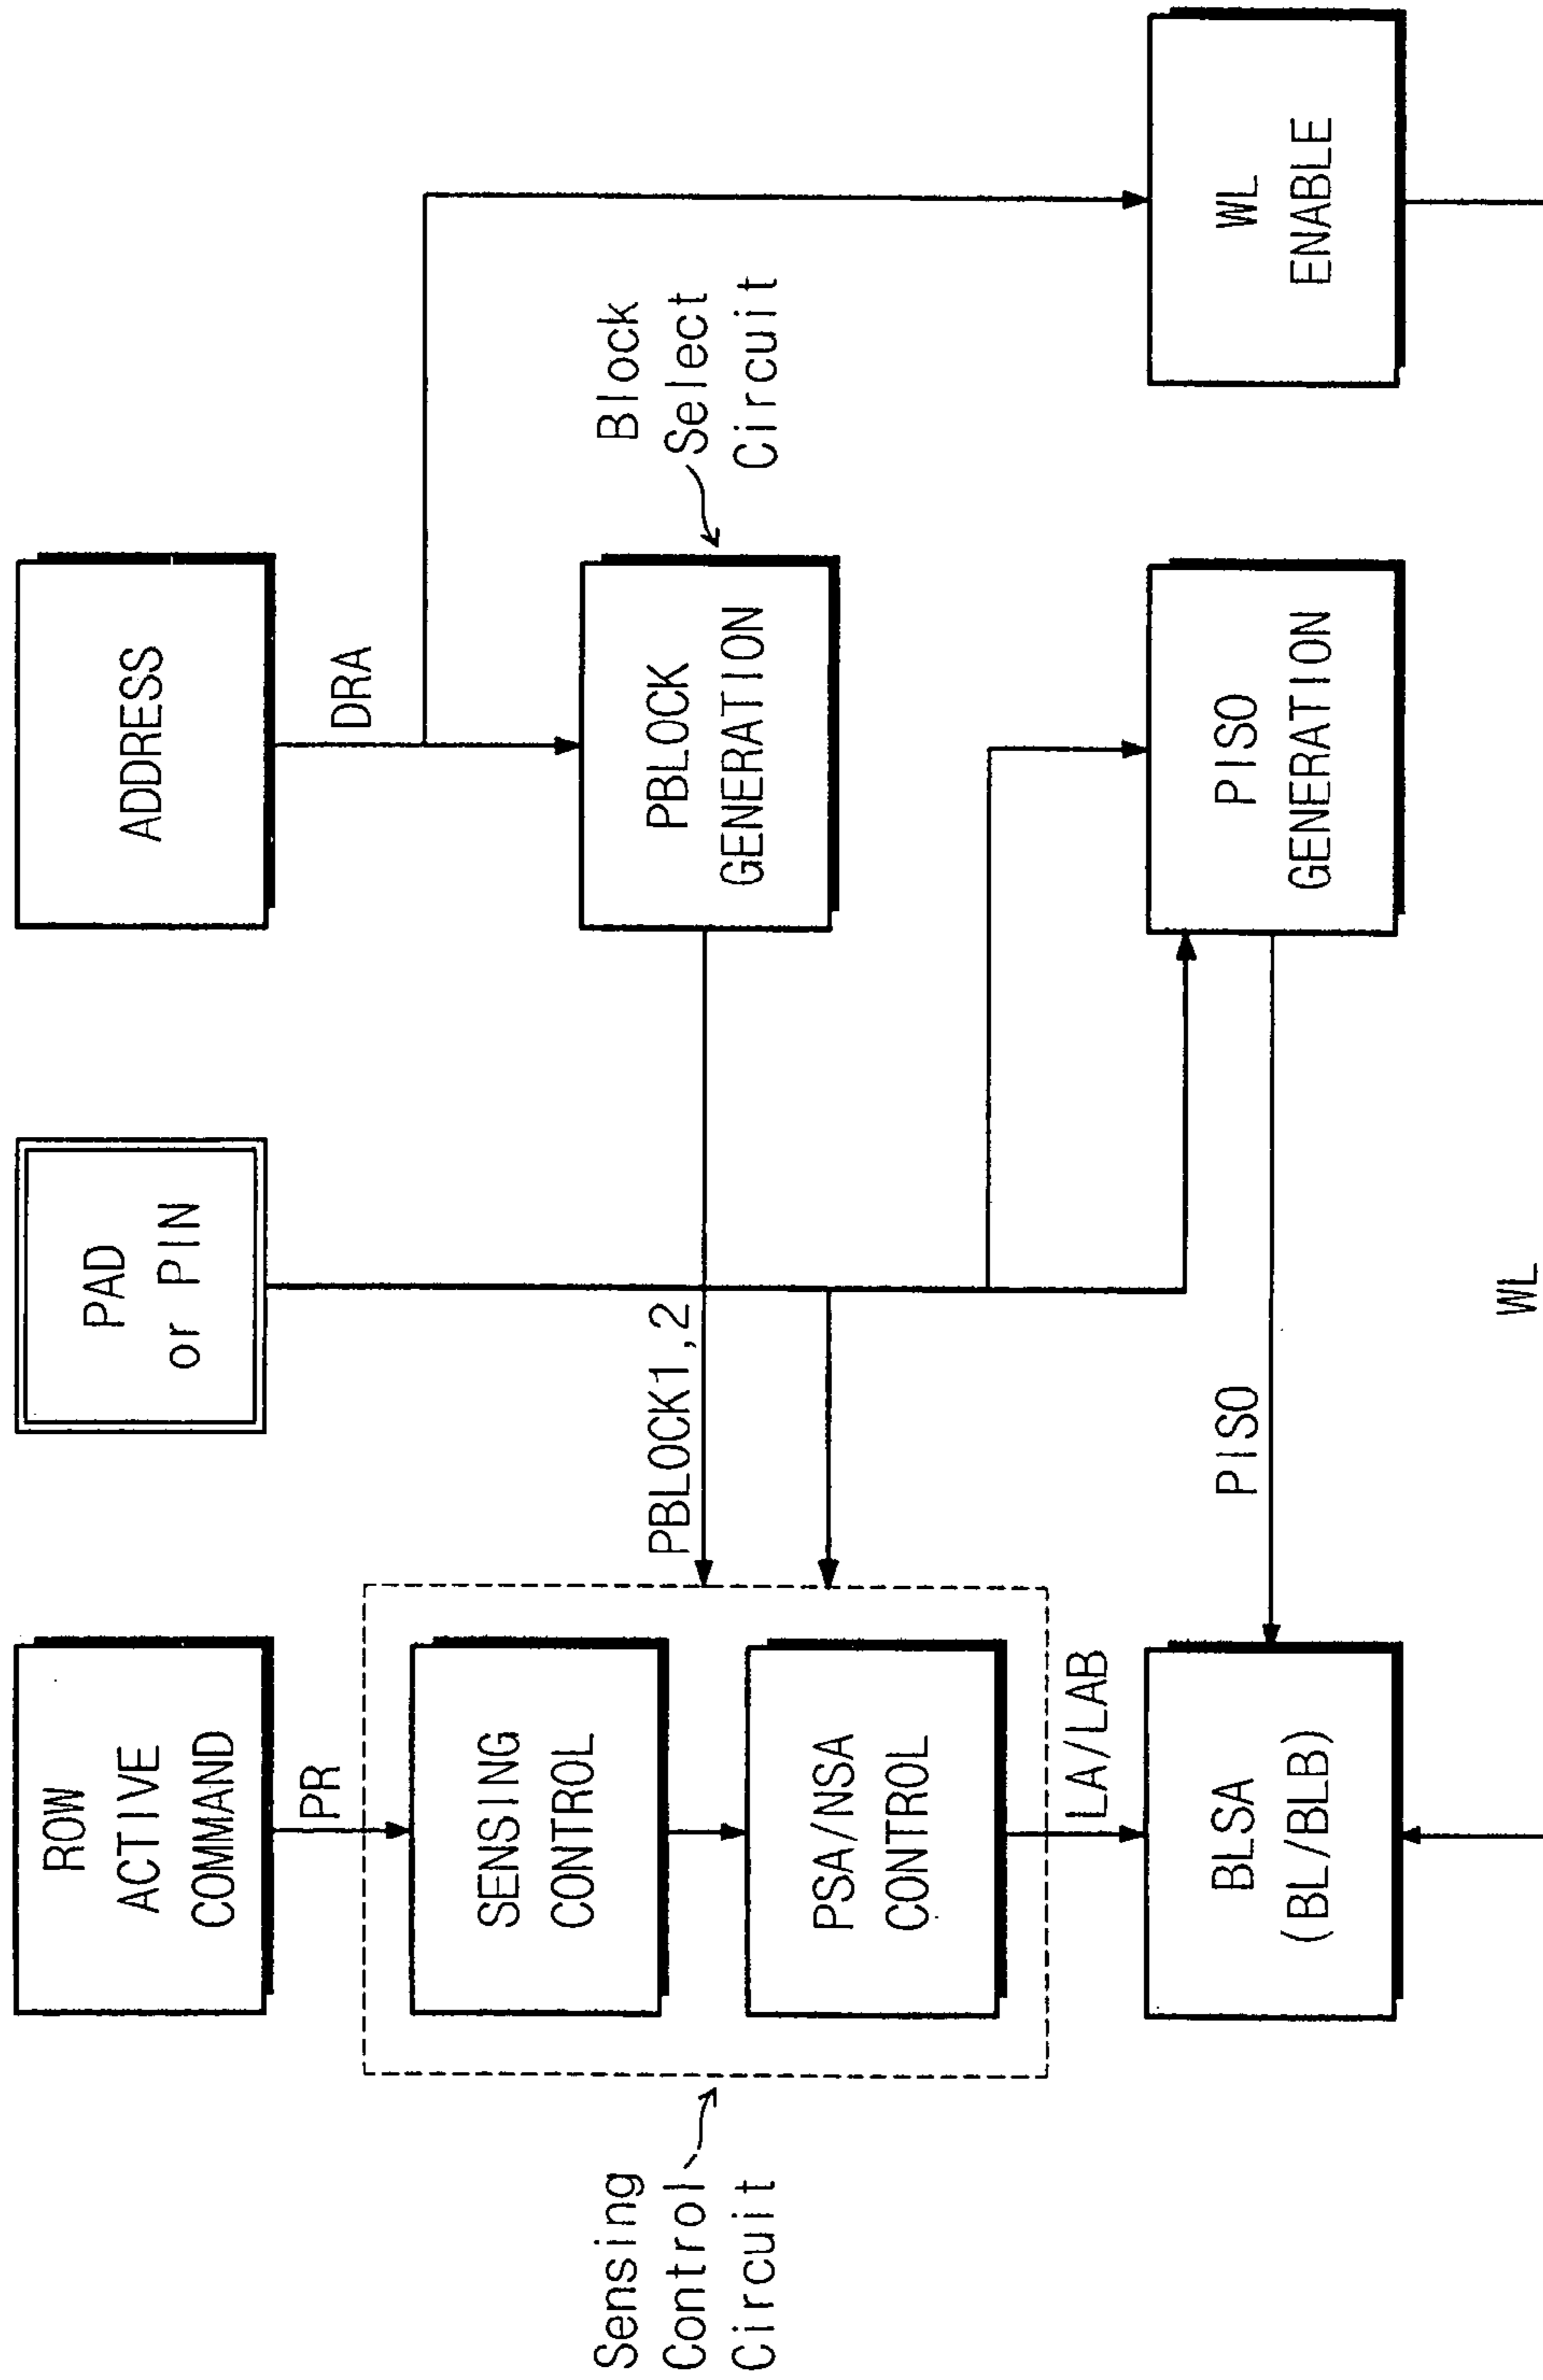 ROW
ACTIVE
COMMAND
PAD
or PIN
ADDRESS
PR
DRA
Sensing
Control
Circuit
SENSING
CONTROL
PBLOCK1,2
PBLOCK
GENERATION
Block
Select
Circuit
PSA/NSA
CONTROL
LA/LAB
BLSA
(BL/BLB)
PISO
PISO
GENERATION
WL
ENABLE
WL